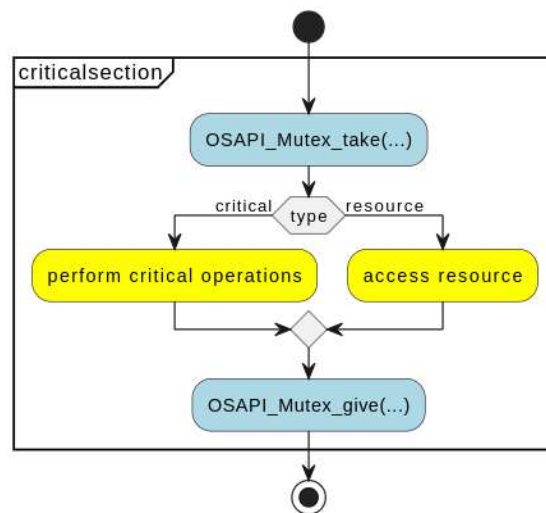 criticalsection
OSAPI_Mutex_take(...)
critical
type
resource
perform critical operations
access resource
OSAPI_Mutex_give(...)